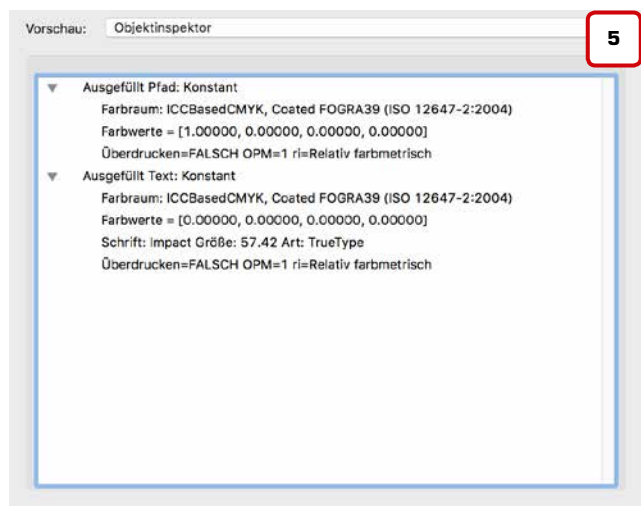 Vorschau: Objektinspektor
5
Ausgefüllt Pfad: Konstant
Farbraum: ICCBasedCMYK, Coated FOGRA39 (ISO 12647-2:2004)
Farbwerte = [1.00000, 0.00000, 0.00000, 0.00000]
Überdrucken=FALSCH OPM=1 ri=Relativ farbmetrisch
Ausgefüllt Text: Konstant
Farbraum: ICCBasedCMYK, Coated FOGRA39 (ISO 12647-2:2004)
Farbwerte = [0.00000, 0.00000, 0.00000, 0.00000]
Schrift: Impact Größe: 57.42 Art: TrueType
Überdrucken=FALSCH OPM=1 ri=Relativ farbmetrisch